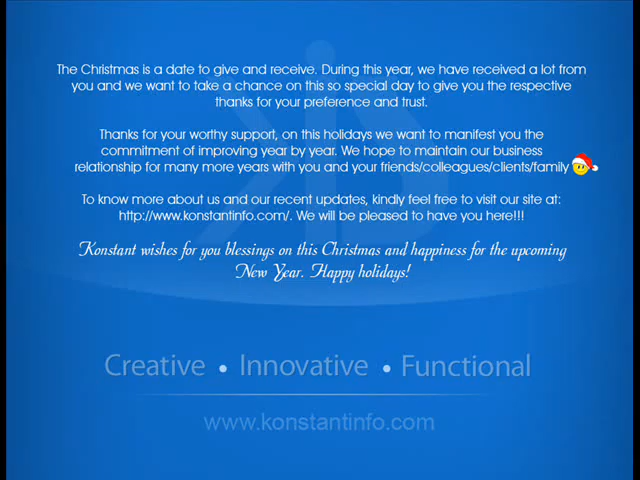 The Christmas is a date to give and receive. During this year, we have received a lot from
you and we want to take a chance on this so special day to give you the respective
thanks for your preference and trust.
Thanks for your worthy support, on this holidays we want to manifest you the
commitment of improving year by year. We hope to maintain our business
relationship for many more years with you and your friends/colleagues/clients/family
To know more about us and our recent updates, kindly feel free to visit our site at:
http://www.konstantinfo.com/. We will be pleased to have you here!!!
Konstant wishes for you blessings on this Christmas and happiness for the upcoming
New Year. Happy holidays!
Creative • Innovative • Functional
www.konstantinfo.com